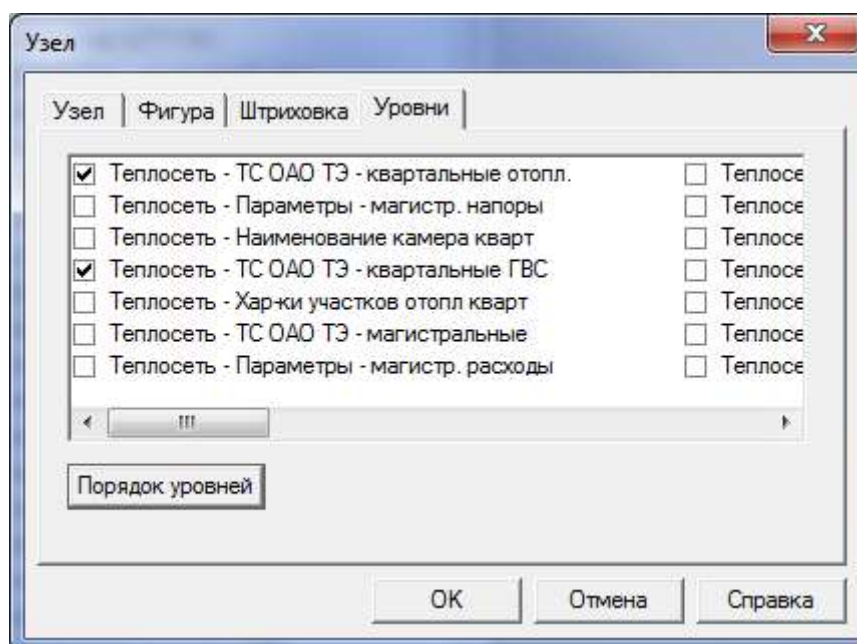 Узел
Узел Фигура Штриховка Уровни
Теплосеть - ТС ОАО ТЭ - квартальные отопл. Теплосе
Теплосеть - Параметры - магистр. напоры Теплосе
Теплосеть - Наименование камера кварт Теплосе
Теплосеть - ТС ОАО ТЭ - квартальные ГВС Теплосе
Теплосеть - Хар-ки участков отопл кварт Теплосе
Теплосеть - ТС ОАО ТЭ - магистральные Теплосе
Теплосеть - Параметры - магистр. расходы Теплосе
Порядок уровней
OK Отмена Справка